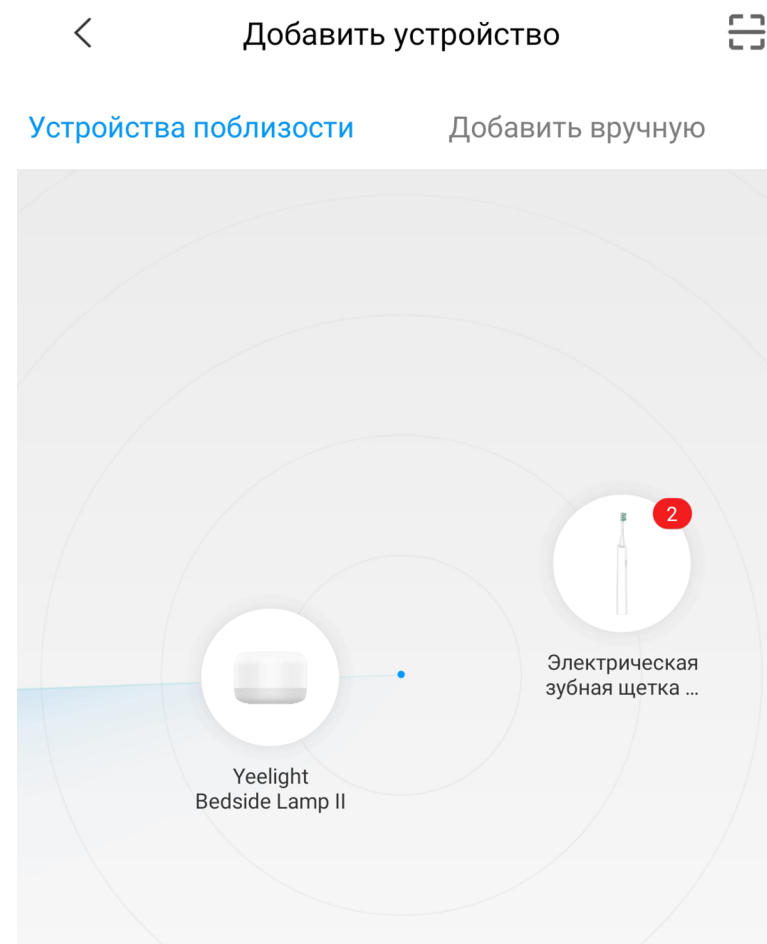 Добавить устройство
Устройства поблизости
Добавить вручную
2
Электрическая
зубная щетка ...
Yeelight
Bedside Lamp II